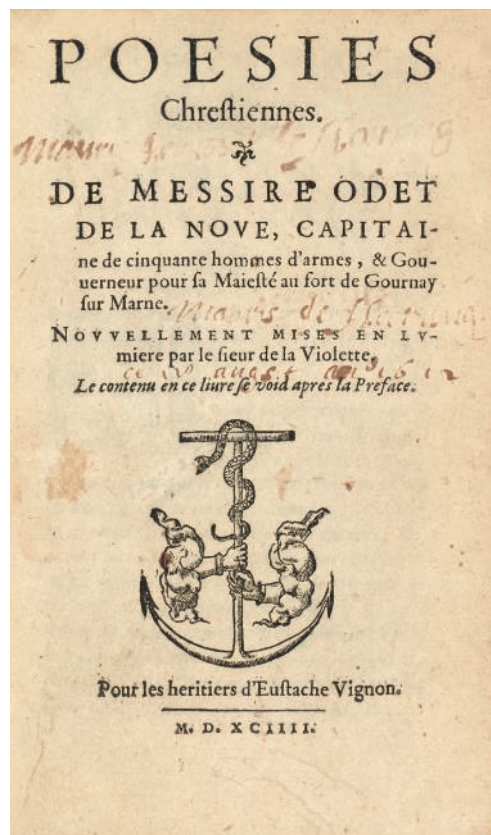 POESIES
Chreſtiennes.
DE MESSIRE ODET
DE LA NOVE, CAPITAI-
ne de cinquante hommes d'armes, & Gou-
uerneur pour ſa Maieſté au fort de Gournay
ſur Marne.
NOVVELLEMENT MISES EN LV-
miere par le ſieur de la Violette.
Le contenu en ce liure ſe void apres la Preface.
Pour les heritiers d'Euſtache Vignon.
M. D. XCIIII.